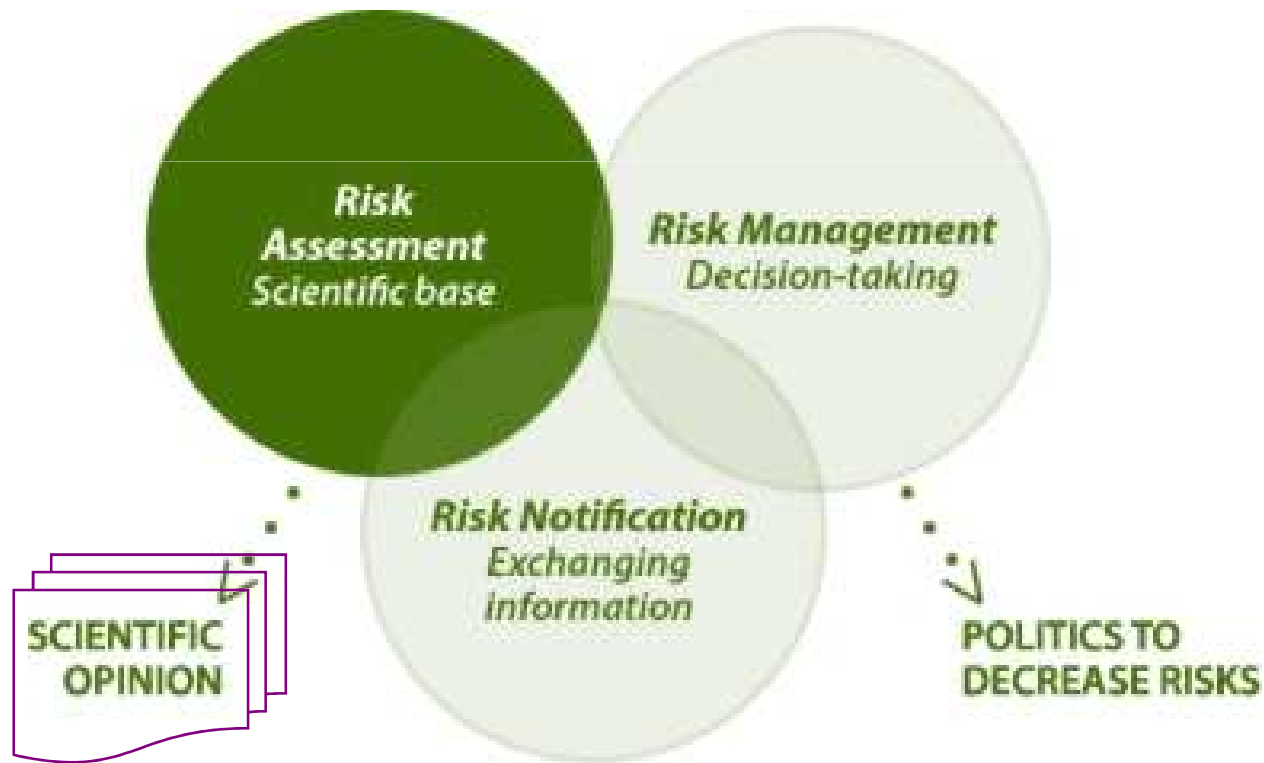 Risk
Assessment
Scientific base
Risk Management
Decision-taking
Risk Notification
Exchanging
information
SCIENTIFIC
OPINION
POLITICS TO
DECREASE RISKS